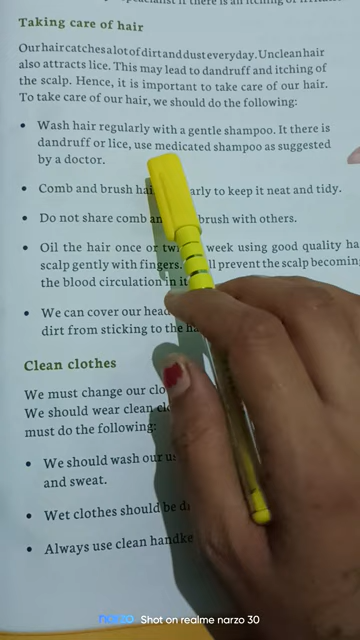 Taking care of hair
Our hair catches a lot of dirt and dust everyday. Unclean hair
also attracts lice. This may lead to dandruff and itching of
the scalp. Hence, it is important to take care of our hair.
To take care of our hair, we should do the following:
• Wash hair regularly with a gentle shampoo. It there is
dandruff or lice, use medicated shampoo as suggested
by a doctor.
• Comb and brush hai arly to keep it neat and tidy.
• Do not share comb an brush with others.
• Oil the hair once or tw week using good quality ha
scalp gently with fingers. ll prevent the scalp becoming
the blood circulation in it
• We can cover our head
dirt from sticking to the ha
Clean clothes
We must change our clo
We should wear clean clo
must do the following:
• We should wash our u
and sweat.
• Wet clothes should be d
• Always use clean handke
narzo Shot on realme narzo 30